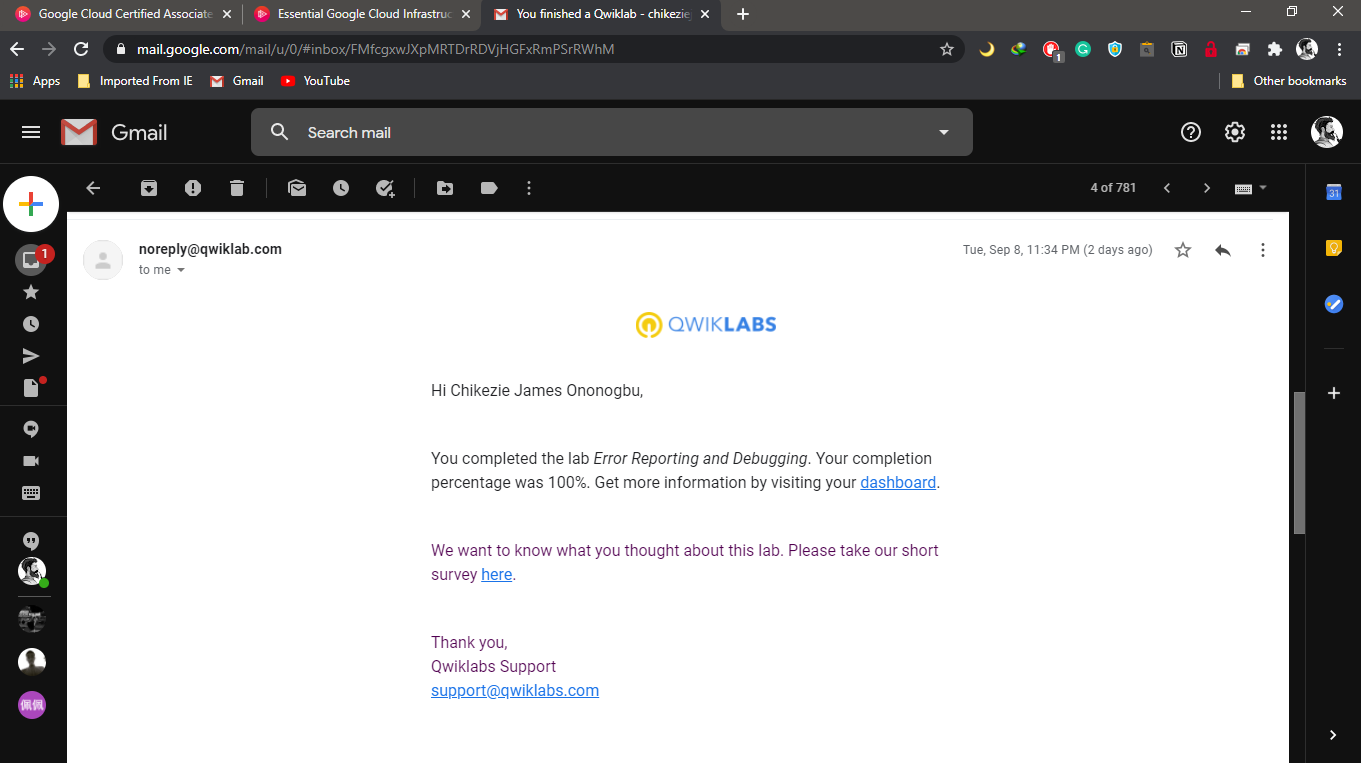 Google Cloud Certified Associate
Essential Google Cloud Infrastruc
You finished a Qwiklab - chikezie
mail.google.com/mail/u/0/#inbox/FMfcgxwJXpMRTDrRDVjHGFxRmPSrRWhM
1
Apps
Imported From IE
Gmail
YouTube
Other bookmarks
Gmail
Search mail
4 of 781
31
1
noreply@qwiklab.com
Tue, Sep 8, 11:34 PM (2 days ago)
to me
QWIKLABS
Hi Chikezie James Ononogbu,
You completed the lab Error Reporting and Debugging. Your completion
percentage was 100%. Get more information by visiting your dashboard.
We want to know what you thought about this lab. Please take our short
survey here.
Thank you,
Qwiklabs Support
support@qwiklabs.com
佩佩